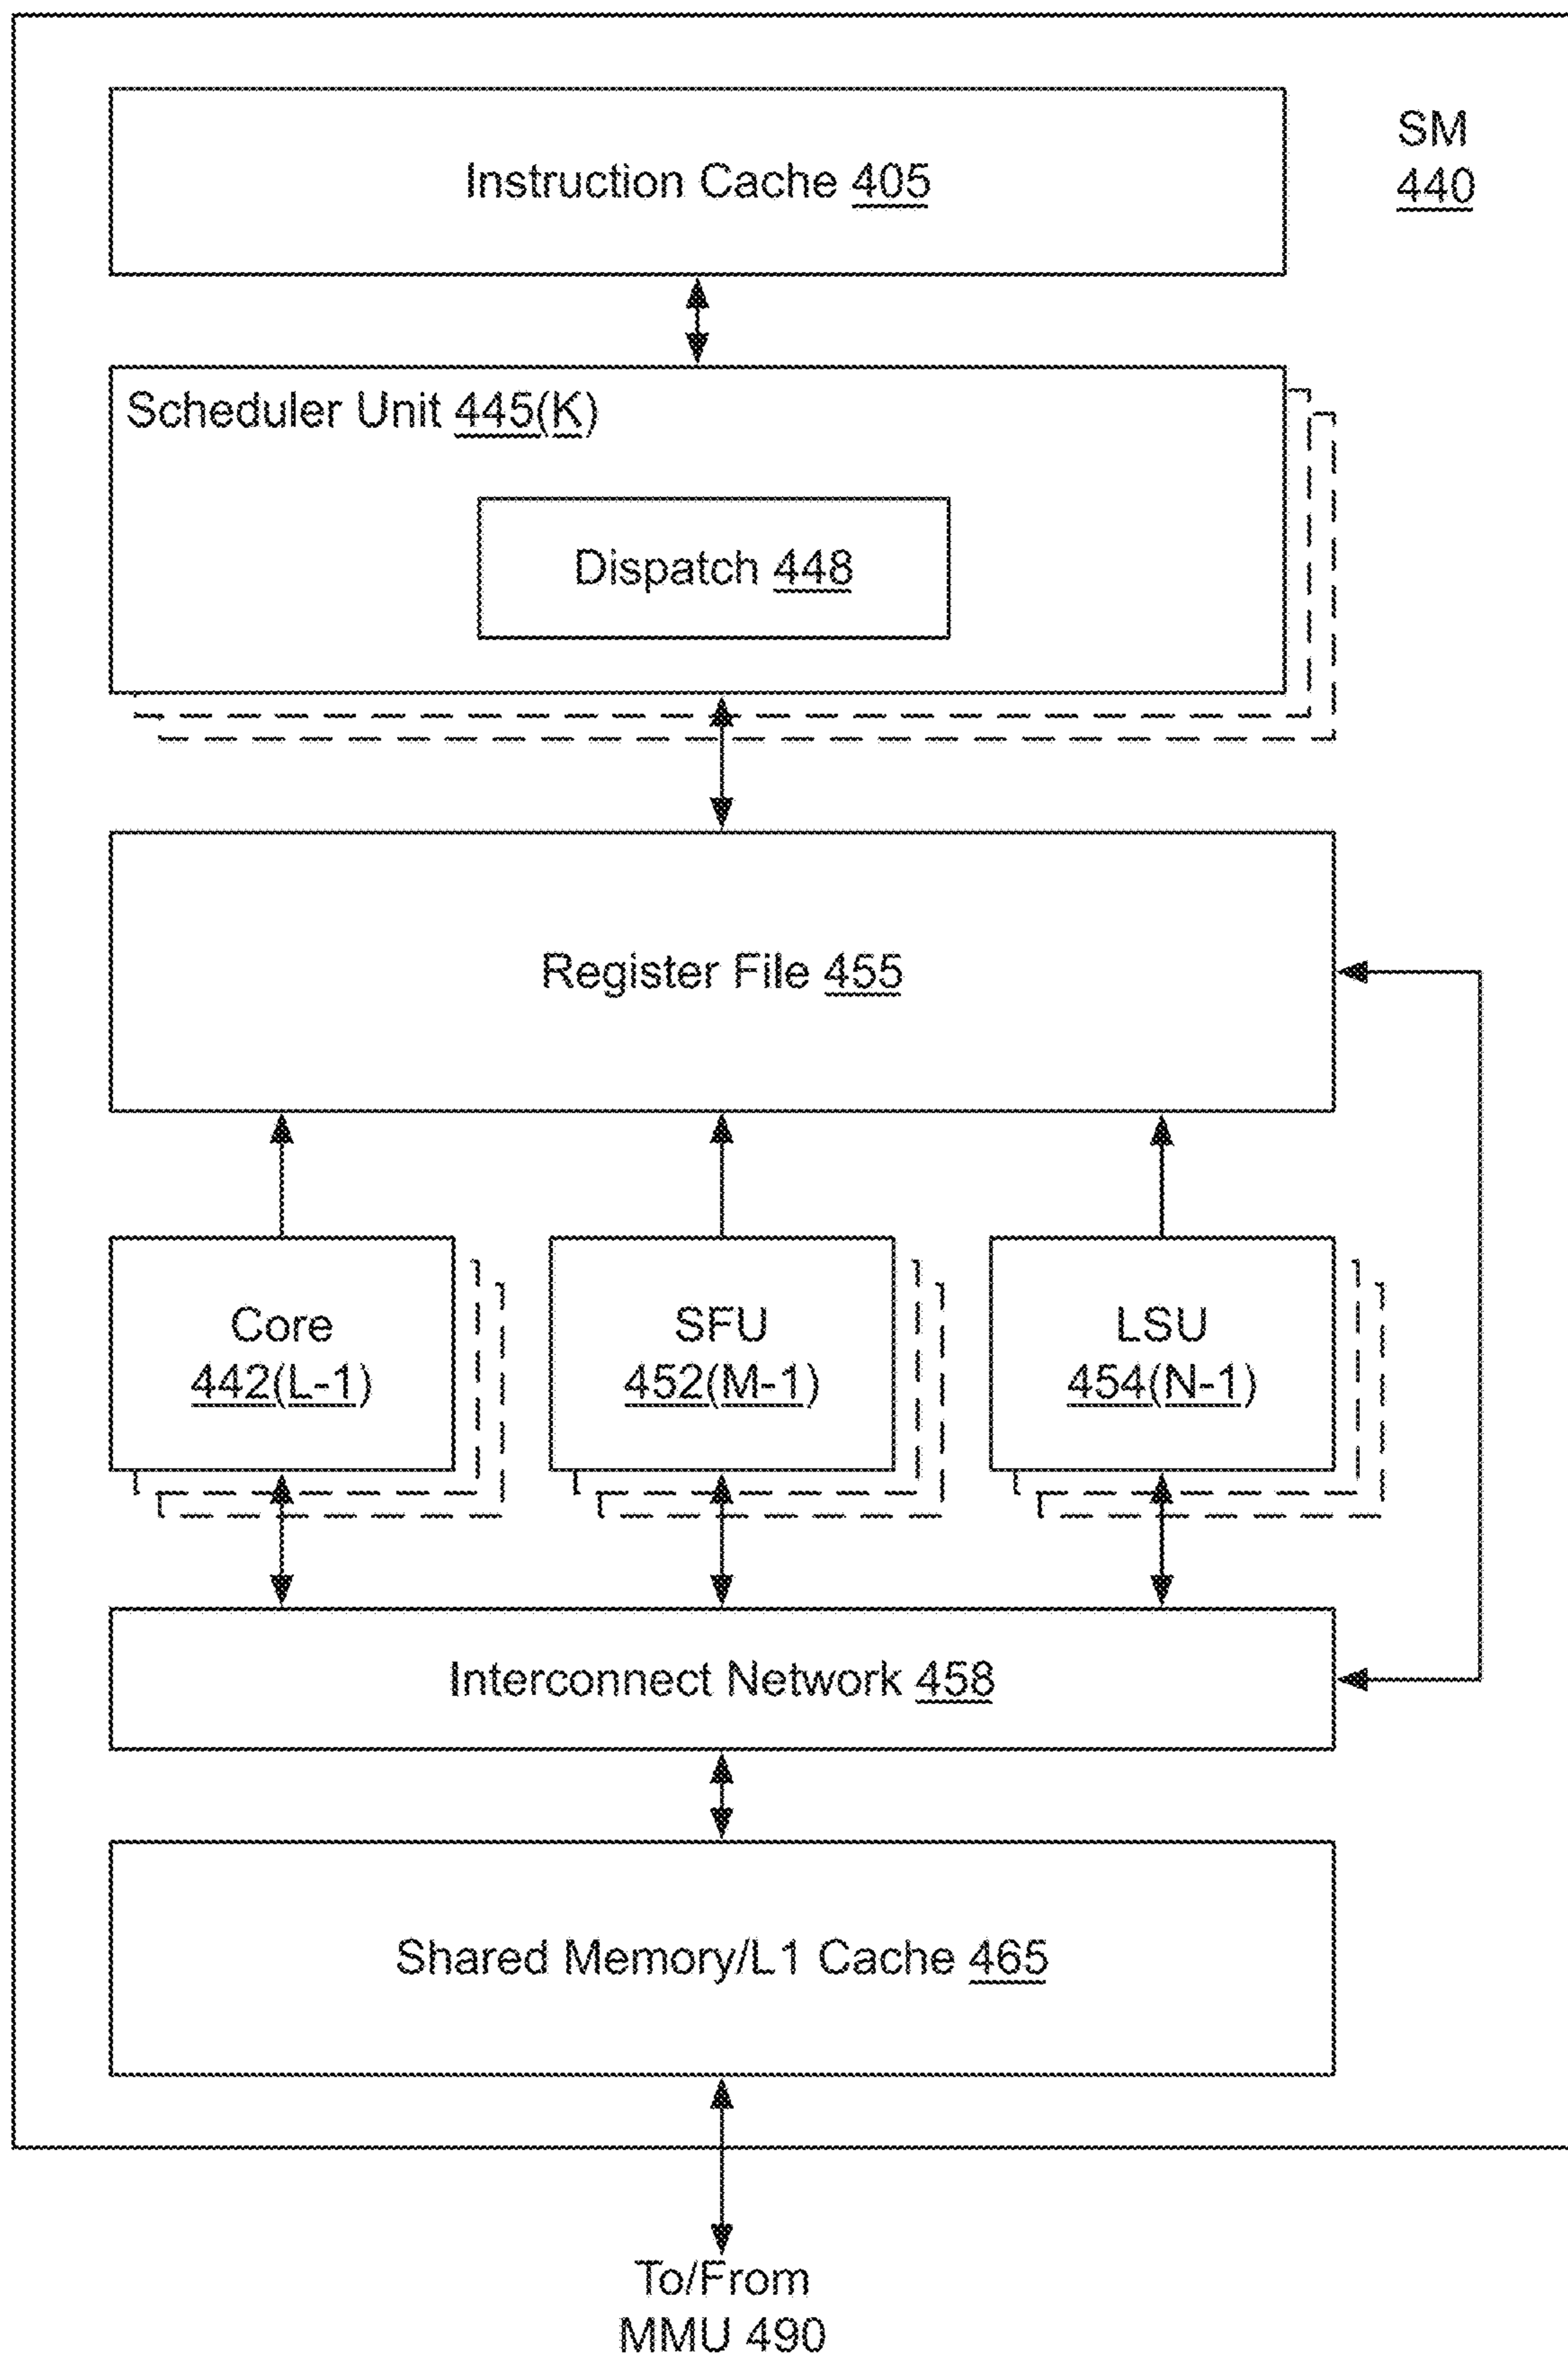 Instruction Cache 405
SM
440
Scheduler Unit 445(K)
Dispatch 448
Register File 455
Core
442(L-1)
SFU
452(M-1)
LSU
454(N-1)
Interconnect Network 458
Shared Memory/L1 Cache 465
To/From
MMU 490